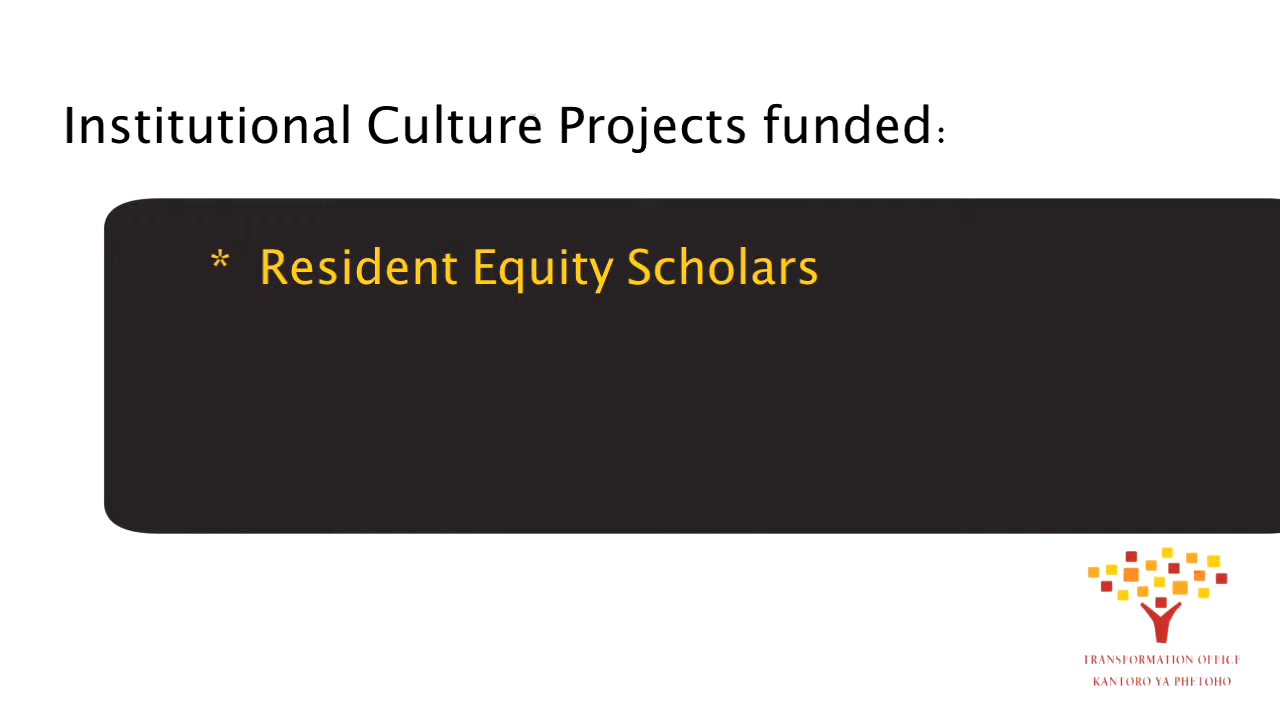 Institutional Culture Projects funded:
* Resident Equity Scholars
TRANSFORMATION OFFICE
KANTORO YA PHETOHO